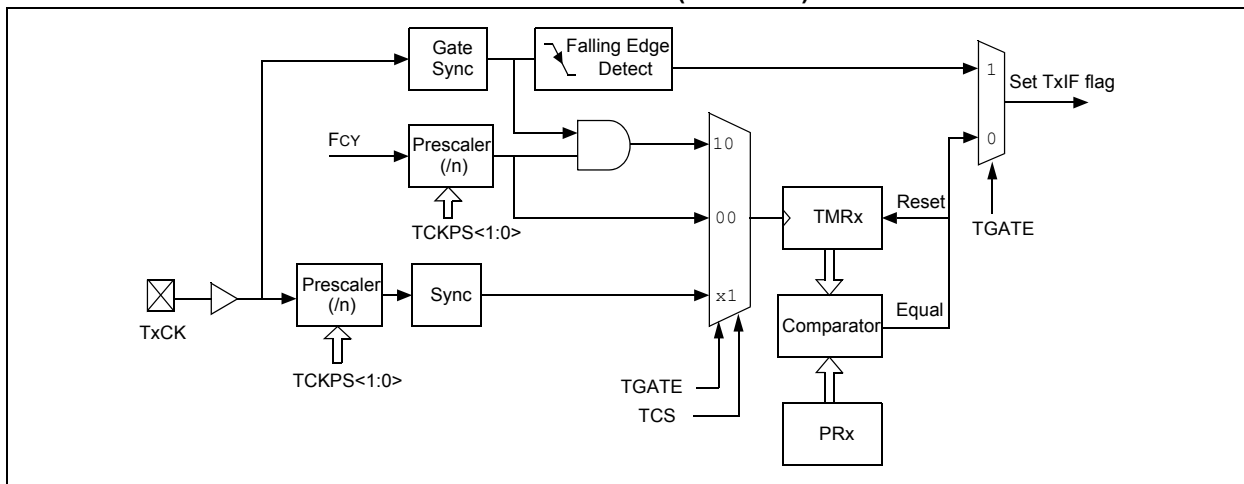 Gate
Sync
Falling Edge
Detect
1
Set TxIF flag
0
FCY
Prescaler
(/n)
10
TCKPS<1:0>
00
TMRx
Reset
TGATE
TxCK
Prescaler
(/n)
Sync
x1
Comparator
Equal
TCKPS<1:0>
TGATE
TCS
PRx